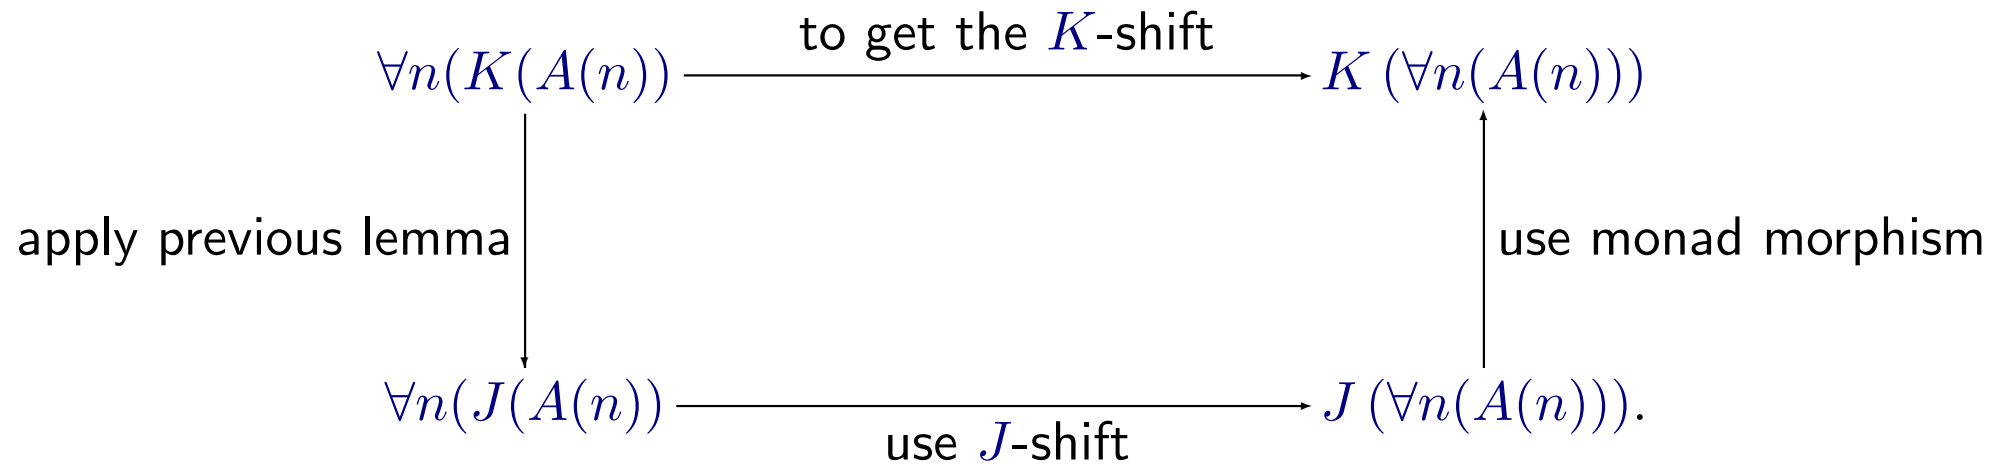 to get the K-shift
∀n(K(A(n)) K (∀n(A(n)))
apply previous lemma use monad morphism
∀n(J(A(n)) J (∀n(A(n))).
use J-shift